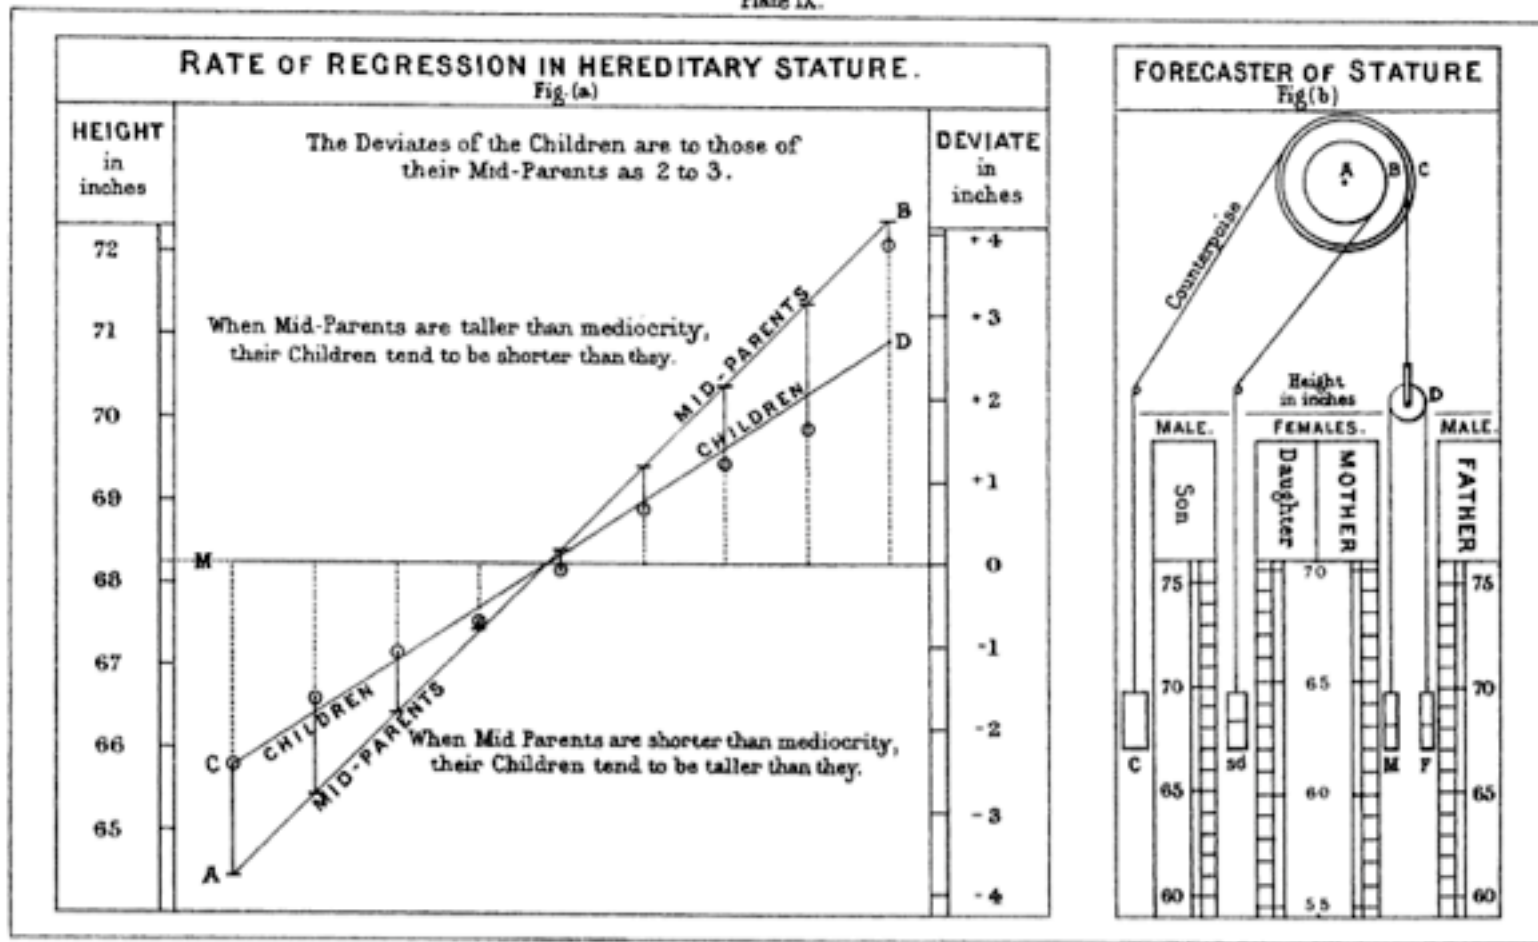 Plate IX.
RATE OF REGRESSION IN HEREDITARY STATURE.
Fig. (a)
HEIGHT
in
inches
The Deviates of the Children are to those of
their Mid-Parents as 2 to 3.
DEVIATE
in
inches
72
71
70
69
68
67
66
65
When Mid-Parents are taller than mediocrity,
their Children tend to be shorter than they.
MID-PARENTS
CHILDREN
B
D
M
C
A
CHILDREN
MID-PARENTS
When Mid Parents are shorter than mediocrity,
their Children tend to be taller than they.
+4
+3
+2
+1
0
-1
-2
-3
-4
FORECASTER OF STATURE
Fig (b)
A B C
Counterpoise
Height
in inches
D
MALE. FEMALES. MALE.
Son
Daughter
MOTHER
FATHER
75
70
65
60
70
65
60
55
75
70
65
60
C sd M F